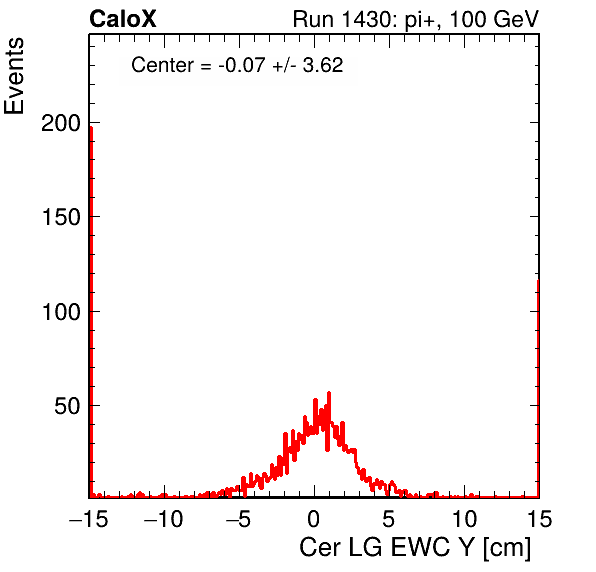 CaloX Run 1430: pi+, 100 GeV
Center = -0.07 +/- 3.62
Events
200
150
100
50
−15 −10 −5 0 5 10 15
Cer LG EWC Y [cm]